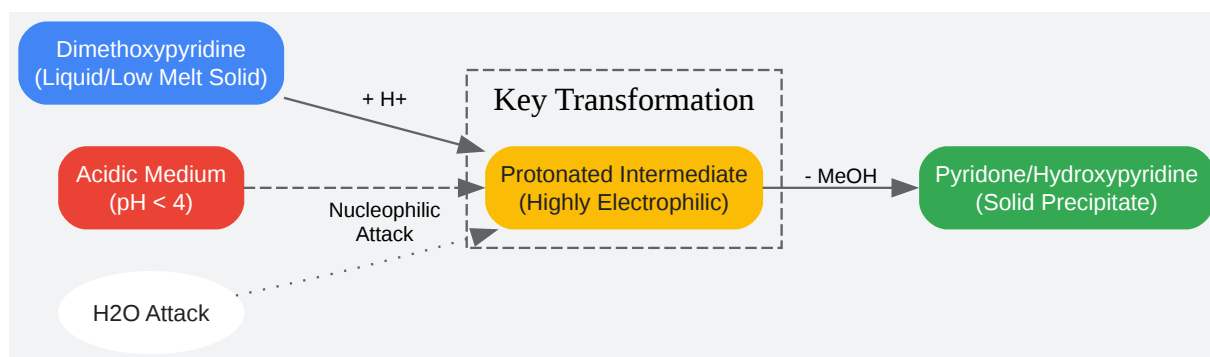 Dimethoxypyridine
(Liquid/Low Melt Solid)
+ H+
Key Transformation
Acidic Medium
(pH < 4)
Nucleophilic
Attack
Protonated Intermediate
(Highly Electrophilic)
- MeOH
Pyridone/Hydroxypyridine
(Solid Precipitate)
H2O Attack